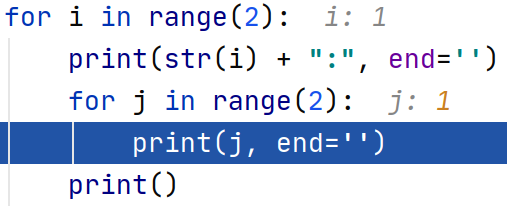 for i in range(2):  i: 1
    print(str(i) + ":", end='')
    for j in range(2):  j: 1
        print(j, end='')
    print()